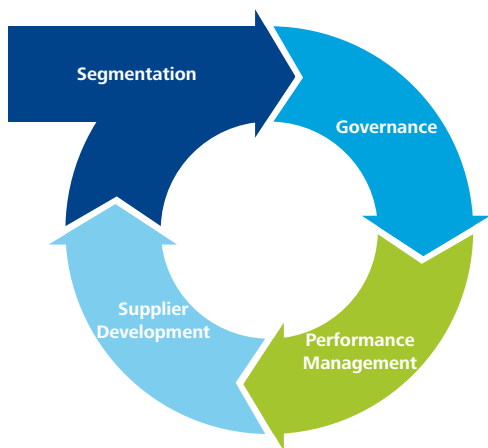 Segmentation
Governance
Performance
Management
Supplier
Development